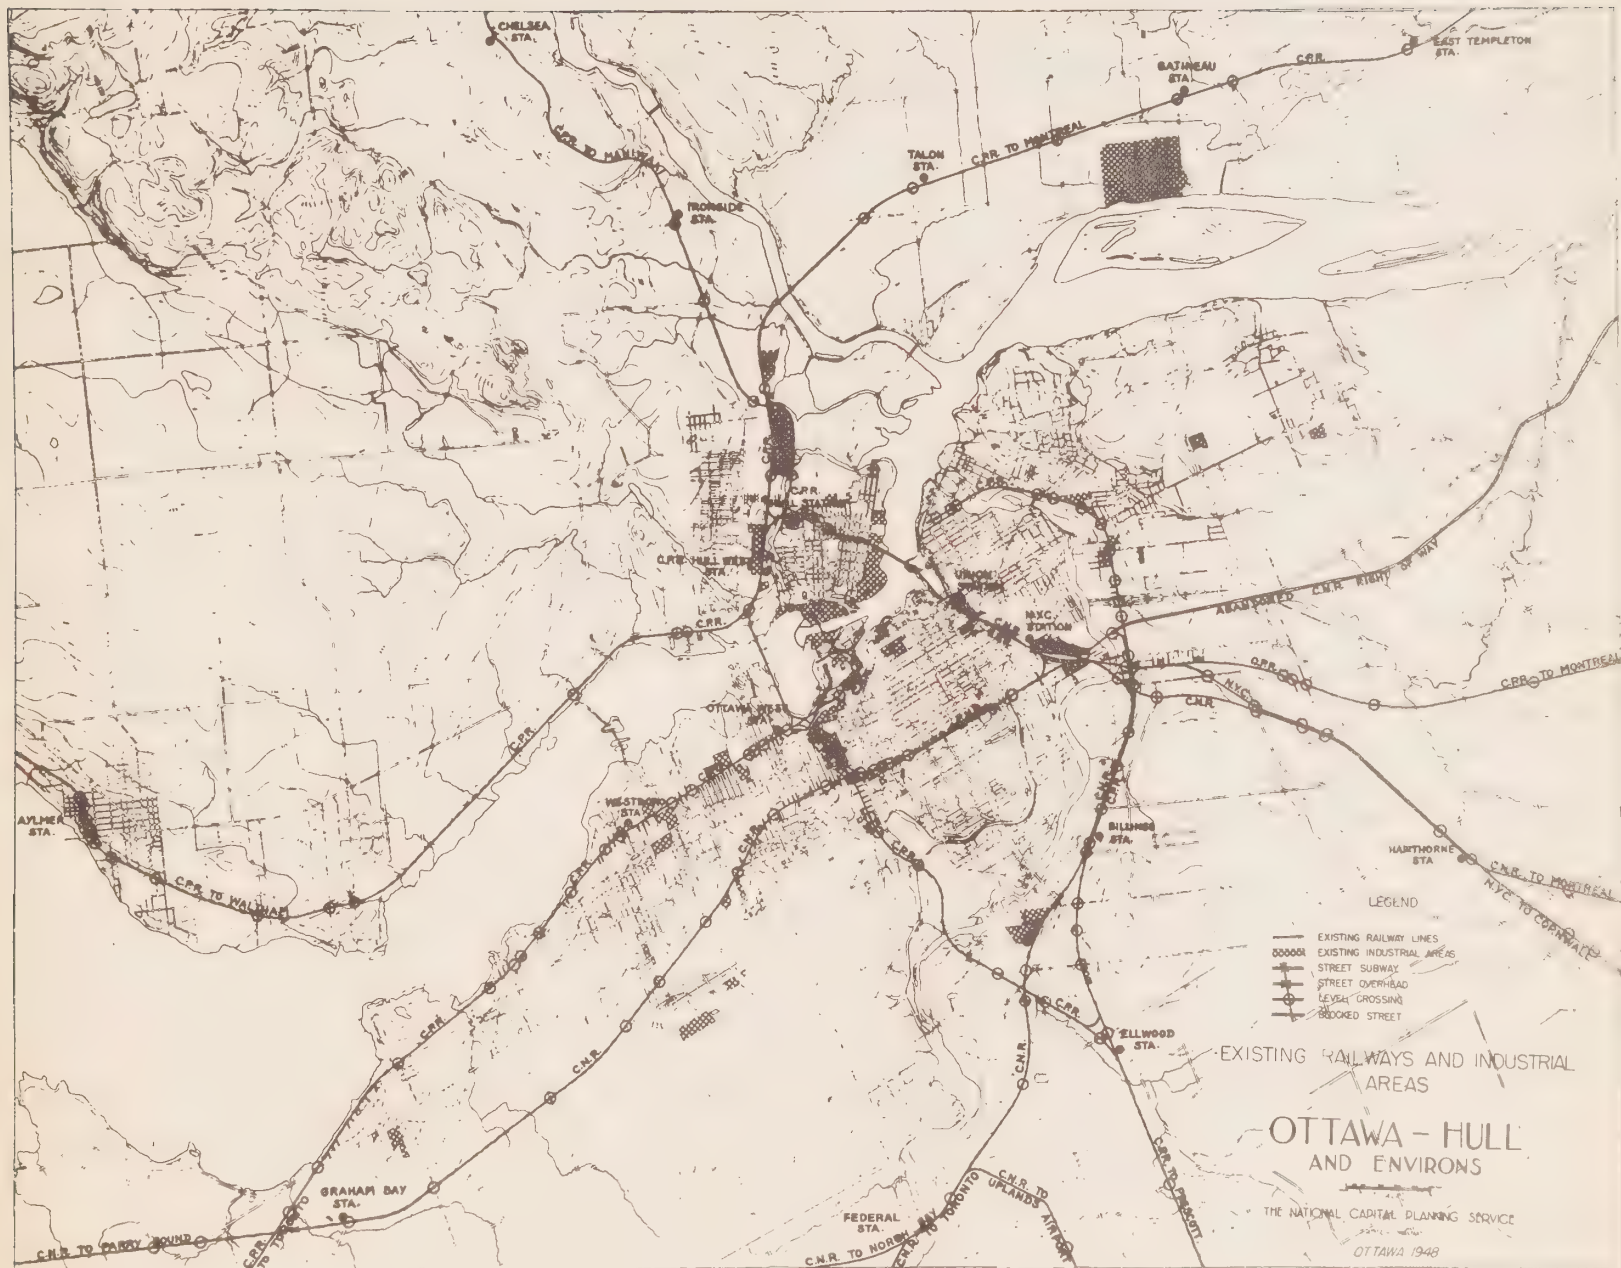 CHELSEA
STA.
C.P.R. TO MANIWAKI
IRONSIDE
STA.
EAST TEMPLETON
STA.
C.P.R.
GATINEAU
STA.
C.P.R. TO MONTREAL
TALON
STA.
C.P.R.
C.P.R.
C.P.R.
C.P.R. HULL WEST
STA.
C.P.R.
UNION
STATION
C.N.R.
M.X.C.
STATION
ABANDONED C.N.R. RIGHT OF WAY
C.P.R.
C.P.R. TO MONTREAL
N.Y.C.
C.N.R.
OTTAWA WEST
STA.
C.P.R.
AYLMER
STA.
C.P.R. TO WALTHAM
WESTBORO
STA.
C.P.R.
C.N.R.
C.P.R.
C.N.R.
C.P.R.
BILLINGS
STA.
HAWTHORNE
STA
C.N.R. TO MONTREAL
N.Y.C. TO CORNWALL
C.P.R.
C.N.R.
C.P.R.
C.N.R.
ELLWOOD
STA.
C.P.R. TO PRESCOTT.
GRAHAM BAY
STA.
C.N.R. TO PARRY SOUND
C.P.R.
TO TORONTO
FEDERAL
STA.
C.N.R. TO NORTH BAY
C.N.R. TO TORONTO
C.N.R. TO
UPLANDS AIRPORT
LEGEND
EXISTING RAILWAY LINES
EXISTING INDUSTRIAL AREAS
STREET SUBWAY
STREET OVERHEAD
LEVEL CROSSING
BLOCKED STREET
EXISTING RAILWAYS AND INDUSTRIAL
AREAS
OTTAWA - HULL
AND ENVIRONS
THE NATIONAL CAPITAL PLANNING SERVICE
OTTAWA 1948